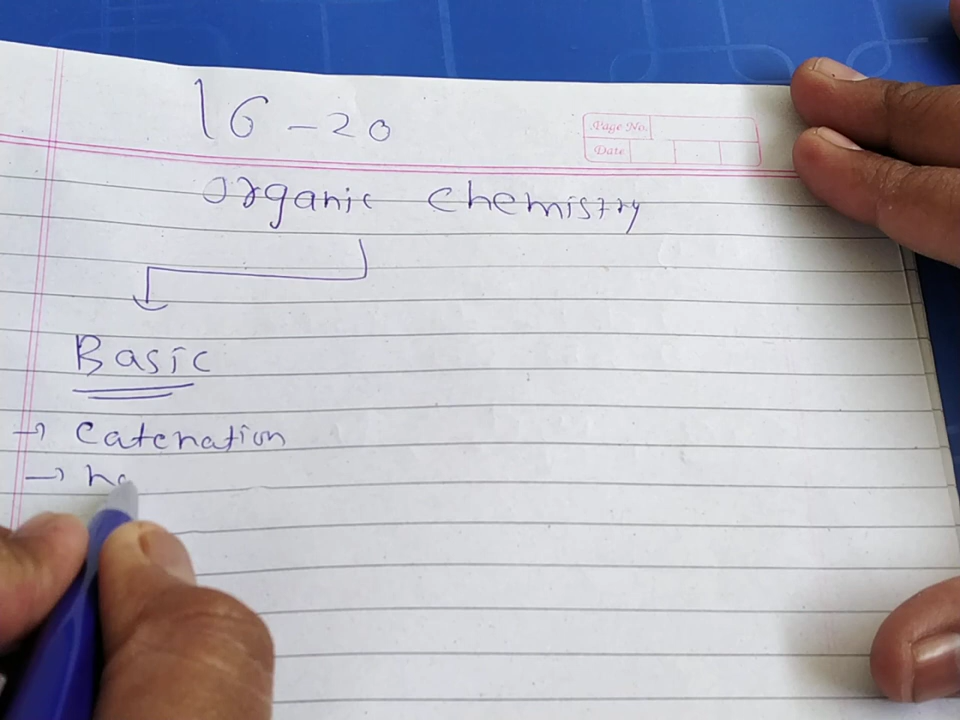 16-20
Page No.
Date
Organic Chemistry
Basic
→ Catenation
→